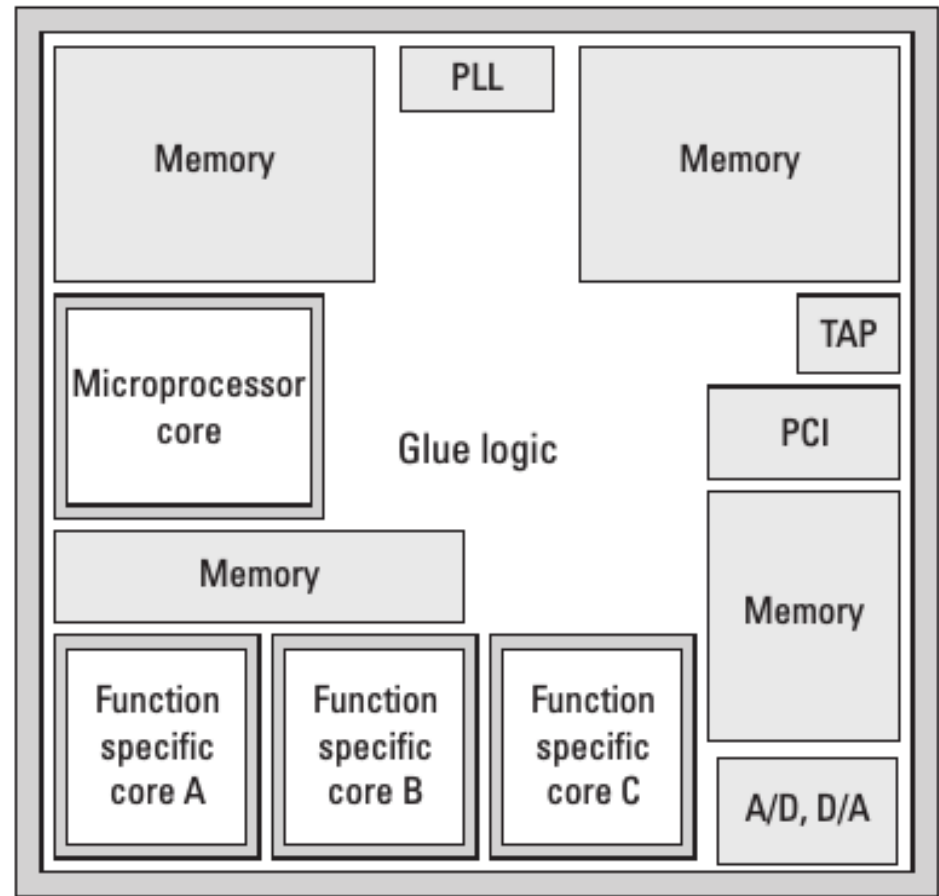 PLL
Memory
Memory
TAP
Microprocessor
core
PCI
Glue logic
Memory
Memory
Function
specific
core A
Function
specific
core B
Function
specific
core C
A/D, D/A